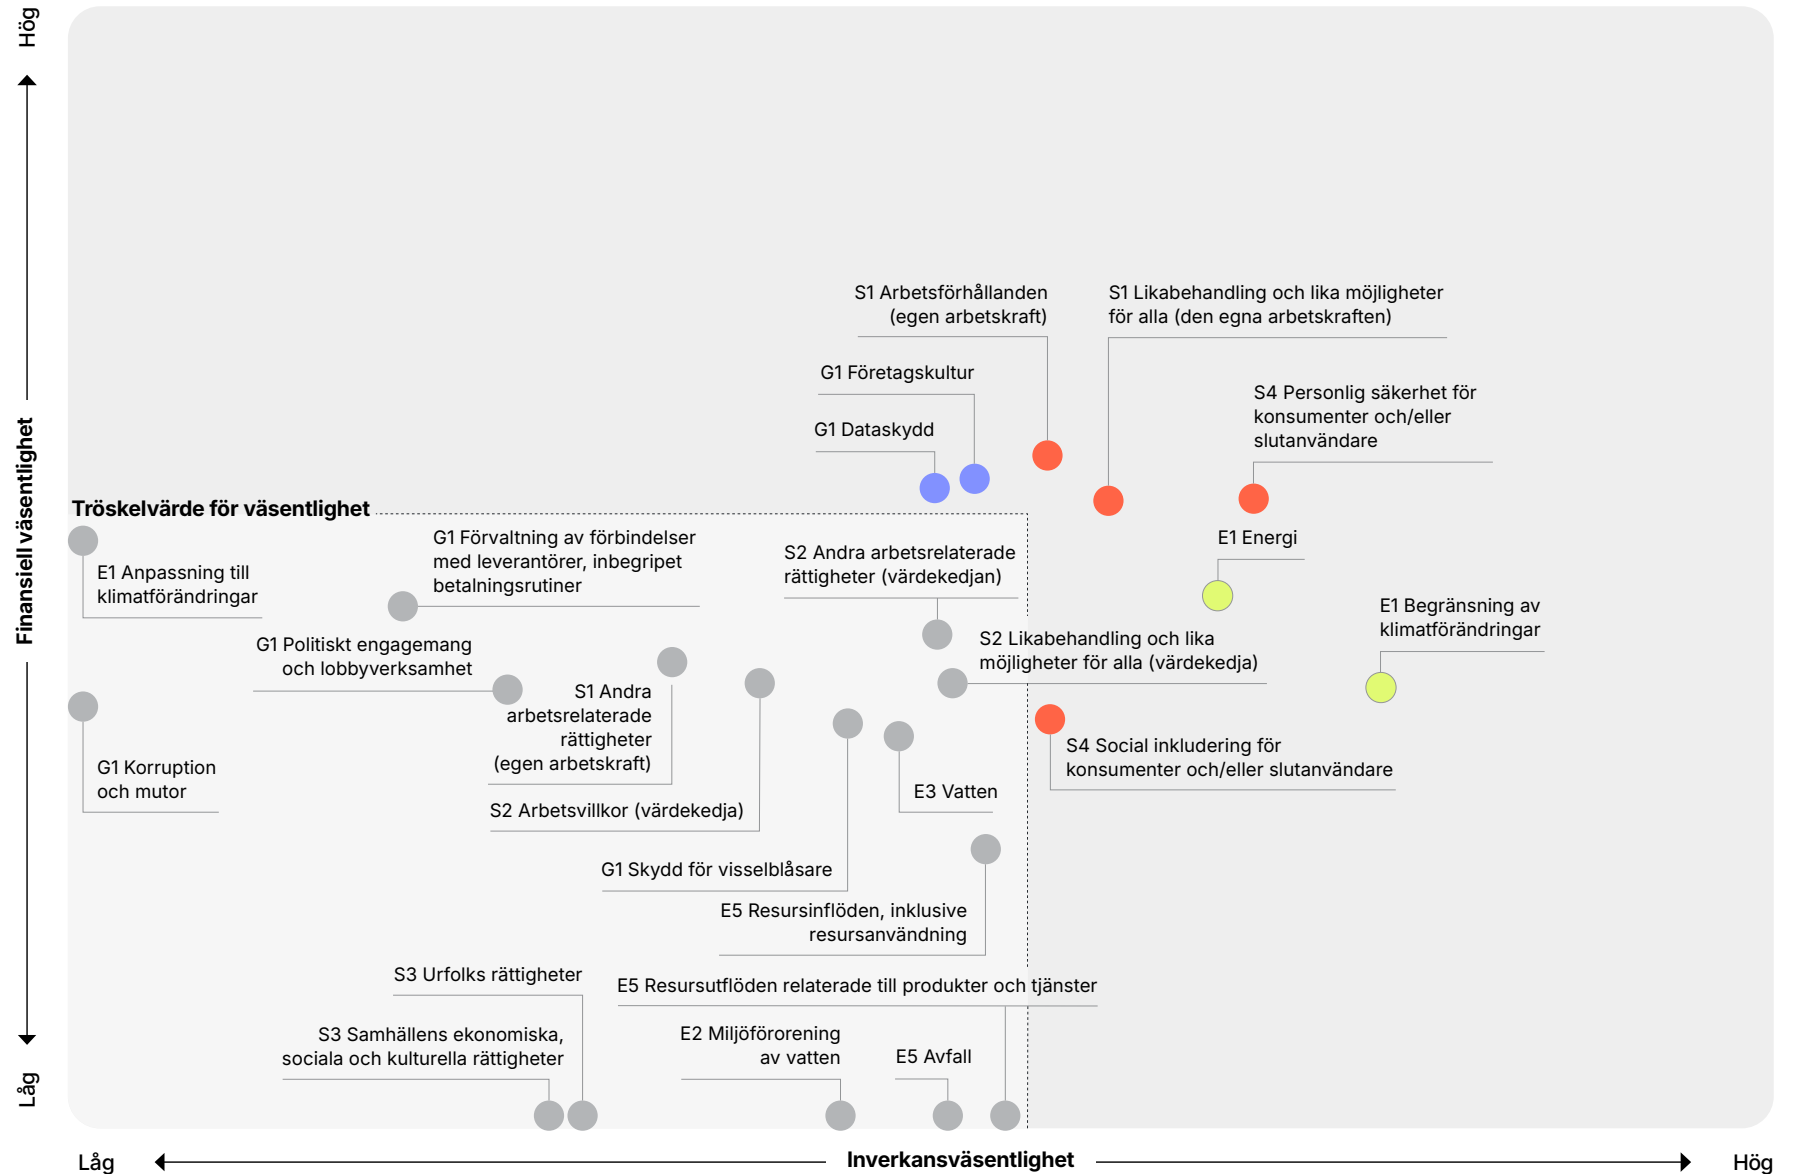 Hög
Finansiell väsentlighet
Låg
S1 Arbetsförhållanden
(egen arbetskraft)
S1 Likabehandling och lika möjligheter
för alla (den egna arbetskraften)
G1 Företagskultur
S4 Personlig säkerhet för
konsumenter och/eller
slutanvändare
G1 Dataskydd
Tröskelvärde för väsentlighet
E1 Anpassning till
klimatförändringar
G1 Förvaltning av förbindelser
med leverantörer, inbegripet
betalningsrutiner
S2 Andra arbetsrelaterade
rättigheter (värdekedjan)
E1 Energi
E1 Begränsning av
klimatförändringar
G1 Politiskt engagemang
och lobbyverksamhet
S2 Likabehandling och lika
möjligheter för alla (värdekedja)
S1 Andra
arbetsrelaterade
rättigheter
(egen arbetskraft)
S4 Social inkludering för
konsumenter och/eller slutanvändare
G1 Korruption
och mutor
E3 Vatten
S2 Arbetsvillkor (värdekedja)
G1 Skydd för visselblåsare
E5 Resursinflöden, inklusive
resursanvändning
S3 Urfolks rättigheter
E5 Resursutflöden relaterade till produkter och tjänster
S3 Samhällens ekonomiska,
sociala och kulturella rättigheter
E2 Miljöförorening
av vatten
E5 Avfall
Låg
Inverkansväsentlighet
Hög